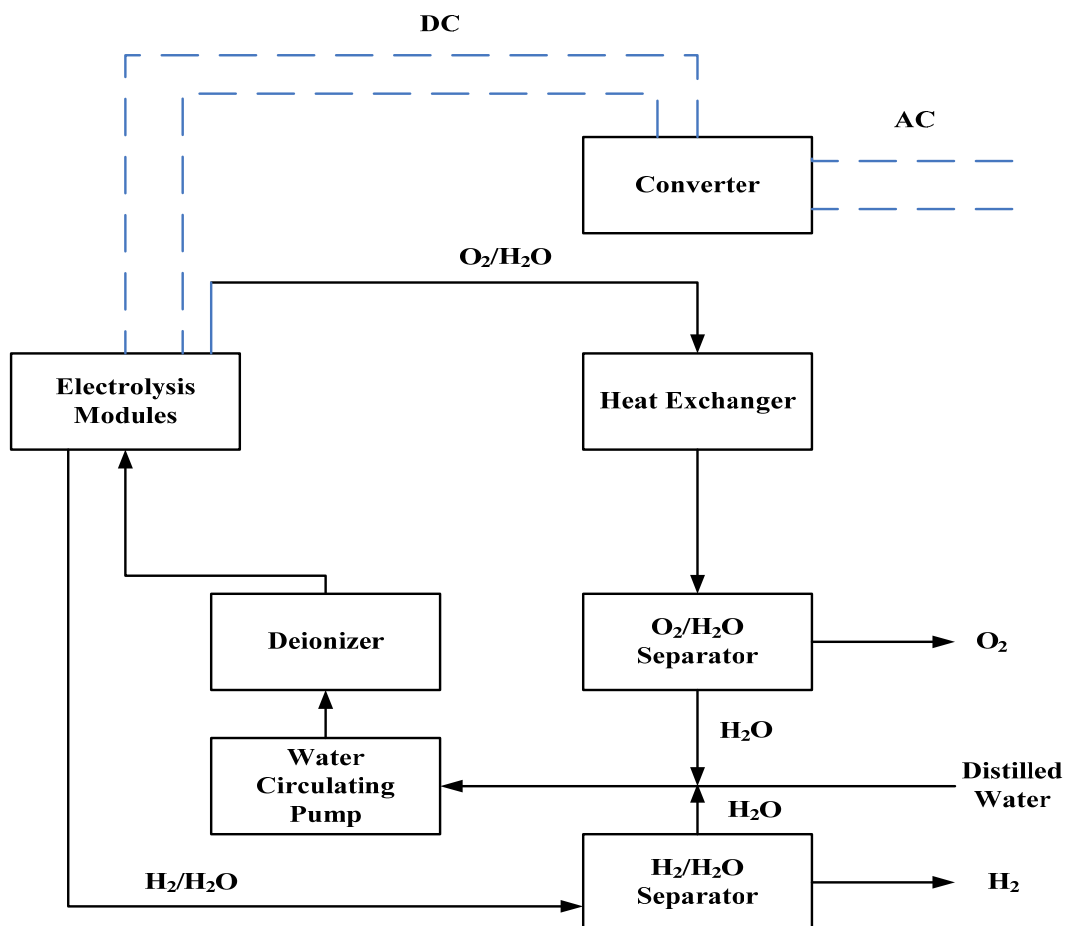 DC
AC
Converter
O₂/H₂O
Electrolysis
Modules
Heat Exchanger
Deionizer
O₂/H₂O
Separator
O₂
H₂O
Water
Circulating
Pump
Distilled
Water
H₂O
H₂/H₂O
H₂/H₂O
Separator
H₂